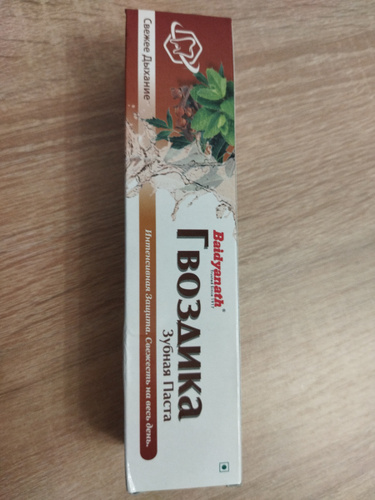 Свежее Дыхание
Baidyanath®
Гвоздика
Зубная Паста
Интенсивная Защита. Свежесть на весь день.